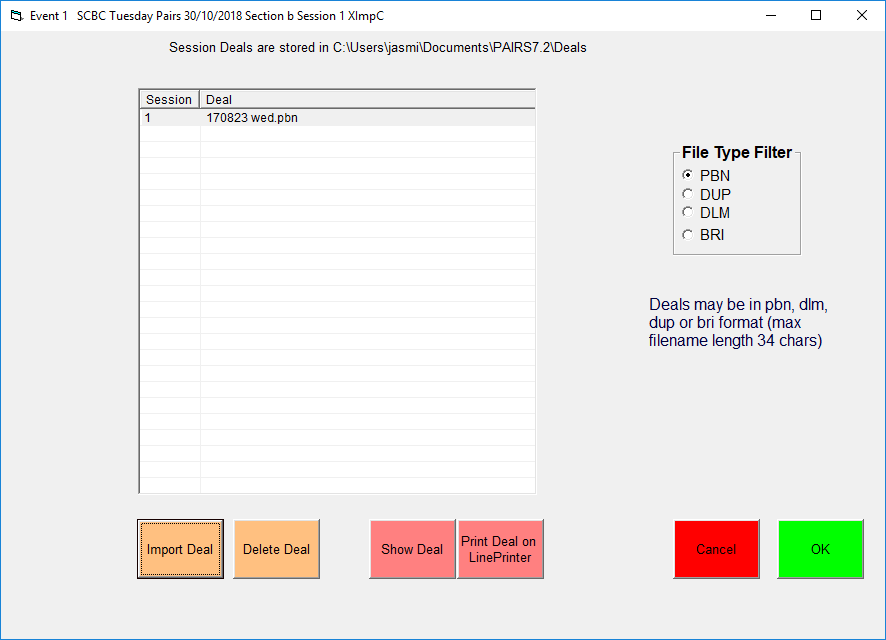 Event 1   SCBC Tuesday Pairs 30/10/2018 Section b Session 1 XImpC
Session Deals are stored in C:\Users\jasmi\Documents\PAIRS7.2\Deals
Session Deal
1 170823 wed.pbn
File Type Filter
PBN
DUP
DLM
BRI
Deals may be in pbn, dlm,
dup or bri format (max
filename length 34 chars)
Import Deal
Delete Deal
Show Deal
Print Deal on
LinePrinter
Cancel
OK